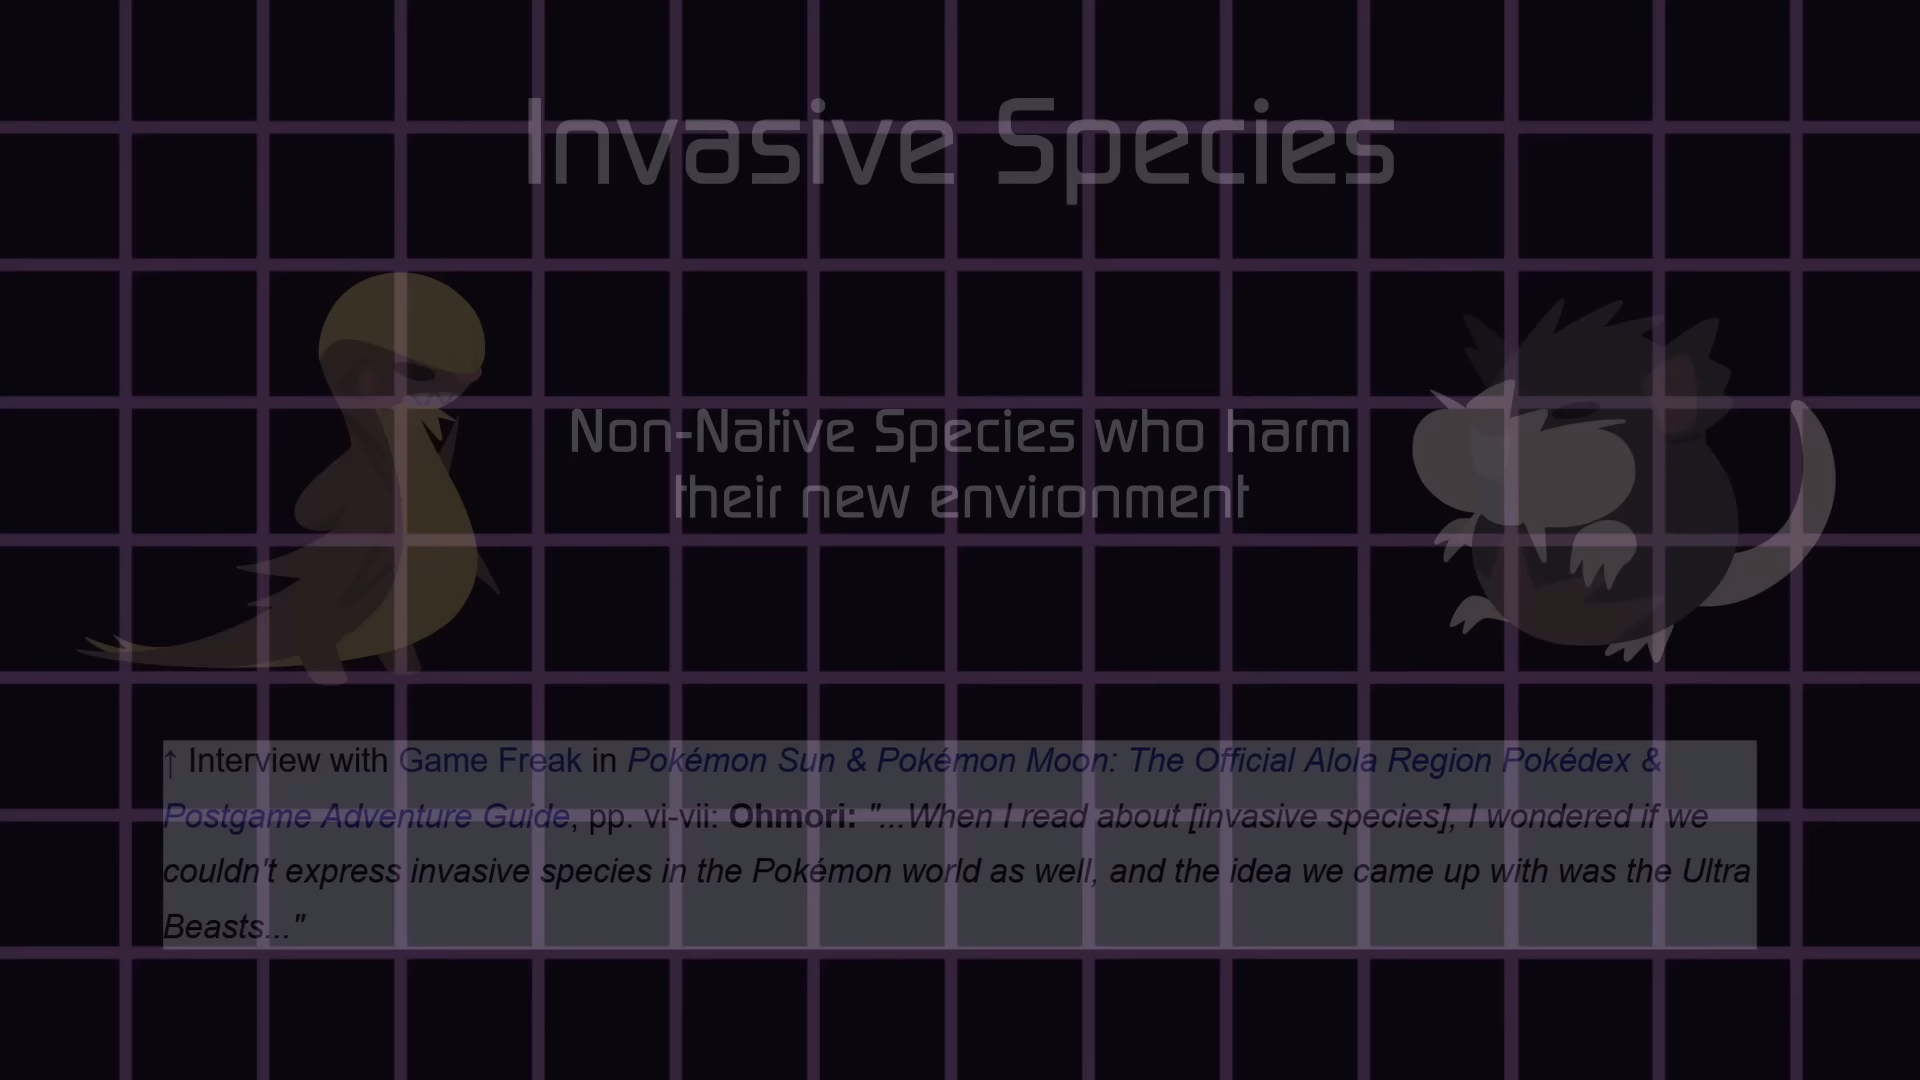 Invasive Species
Non-Native Species who harm
their new environment
↑ Interview with Game Freak in Pokémon Sun & Pokémon Moon: The Official Alola Region Pokédex &
Postgame Adventure Guide, pp. vi-vii: Ohmori: "...When I read about [invasive species], I wondered if we
couldn't express invasive species in the Pokémon world as well, and the idea we came up with was the Ultra
Beasts..."